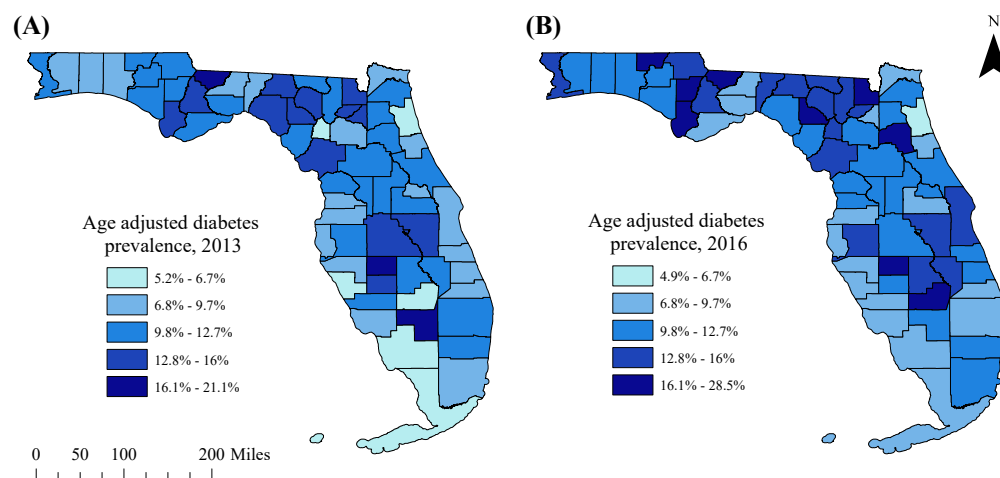 (A)
(B)
N
Age adjusted diabetes
prevalence, 2013
5.2% - 6.7%
6.8% - 9.7%
9.8% - 12.7%
12.8% - 16%
16.1% - 21.1%
Age adjusted diabetes
prevalence, 2016
4.9% - 6.7%
6.8% - 9.7%
9.8% - 12.7%
12.8% - 16%
16.1% - 28.5%
0 50 100 200 Miles